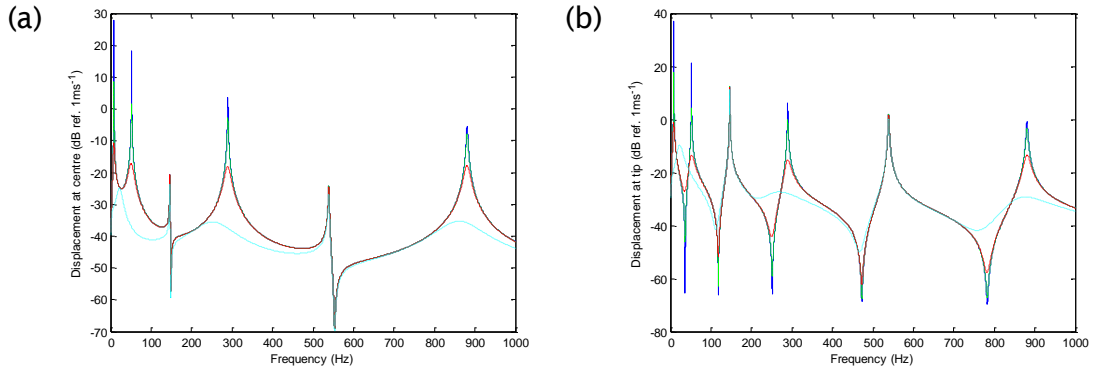 (a)
30
20
10
0
-10
-20
-30
-40
-50
-60
-70
0 100 200 300 400 500 600 700 800 900 1000
Frequency (Hz)
Displacement at centre (dB ref. 1ms-1)
(b)
40
20
0
-20
-40
-60
-80
0 100 200 300 400 500 600 700 800 900 1000
Frequency (Hz)
Displacement at tip (dB ref. 1ms-1)